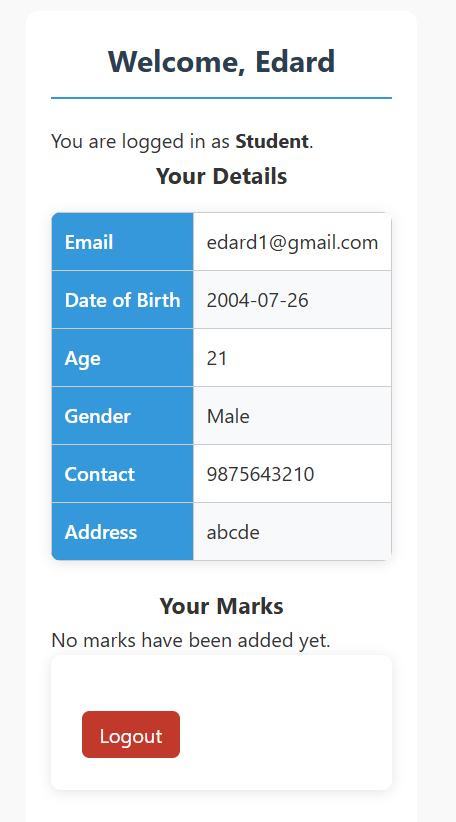 Welcome, Edard
You are logged in as Student.
Your Details
Email edard1@gmail.com
Date of Birth 2004-07-26
Age 21
Gender Male
Contact 9875643210
Address abcde
Your Marks
No marks have been added yet.
Logout